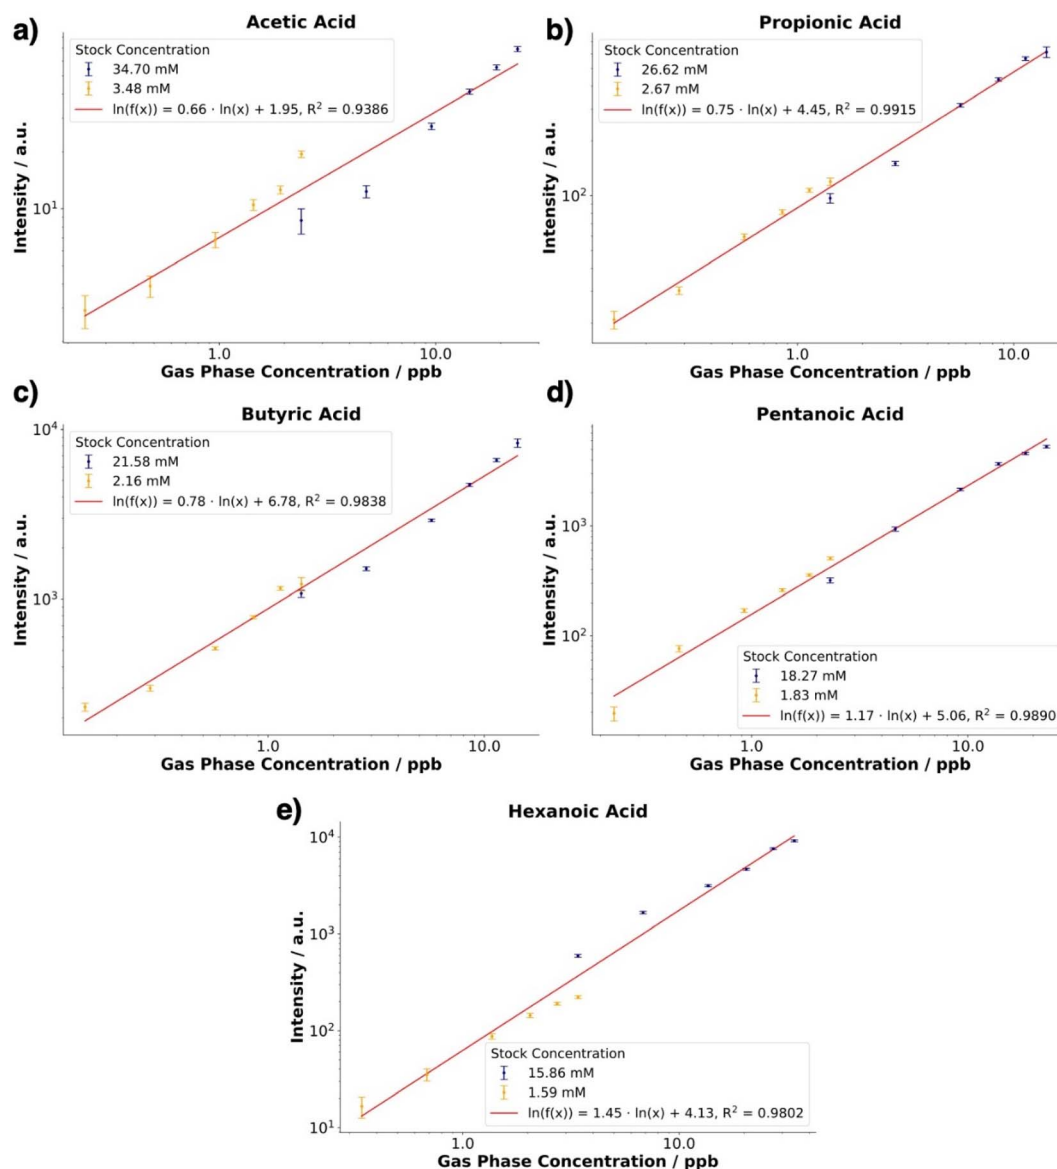 a)
Acetic Acid
Intensity / a.u.
10¹
Stock Concentration
34.70 mM
3.48 mM
ln(f(x)) = 0.66 · ln(x) + 1.95, R² = 0.9386
1.0
10.0
Gas Phase Concentration / ppb
b)
Propionic Acid
Intensity / a.u.
10²
Stock Concentration
26.62 mM
2.67 mM
ln(f(x)) = 0.75 · ln(x) + 4.45, R² = 0.9915
1.0
10.0
Gas Phase Concentration / ppb
c)
Butyric Acid
Intensity / a.u.
10⁴
10³
Stock Concentration
21.58 mM
2.16 mM
ln(f(x)) = 0.78 · ln(x) + 6.78, R² = 0.9838
1.0
10.0
Gas Phase Concentration / ppb
d)
Pentanoic Acid
Intensity / a.u.
10³
10²
Stock Concentration
18.27 mM
1.83 mM
ln(f(x)) = 1.17 · ln(x) + 5.06, R² = 0.9890
1.0
10.0
Gas Phase Concentration / ppb
e)
Hexanoic Acid
Intensity / a.u.
10⁴
10³
10²
10¹
Stock Concentration
15.86 mM
1.59 mM
ln(f(x)) = 1.45 · ln(x) + 4.13, R² = 0.9802
1.0
10.0
Gas Phase Concentration / ppb